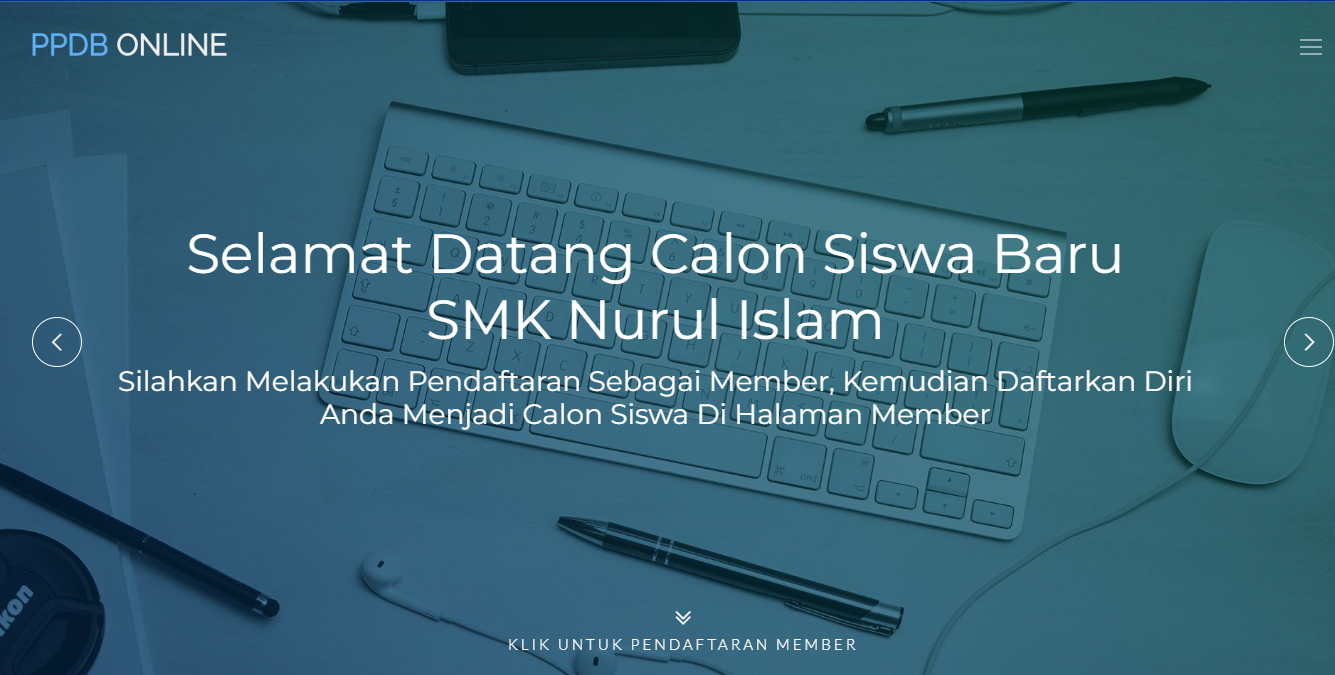 PPDB ONLINE
Selamat Datang Calon Siswa Baru
SMK Nurul Islam
Silahkan Melakukan Pendaftaran Sebagai Member, Kemudian Daftarkan Diri
Anda Menjadi Calon Siswa Di Halaman Member
KLIK UNTUK PENDAFTARAN MEMBER